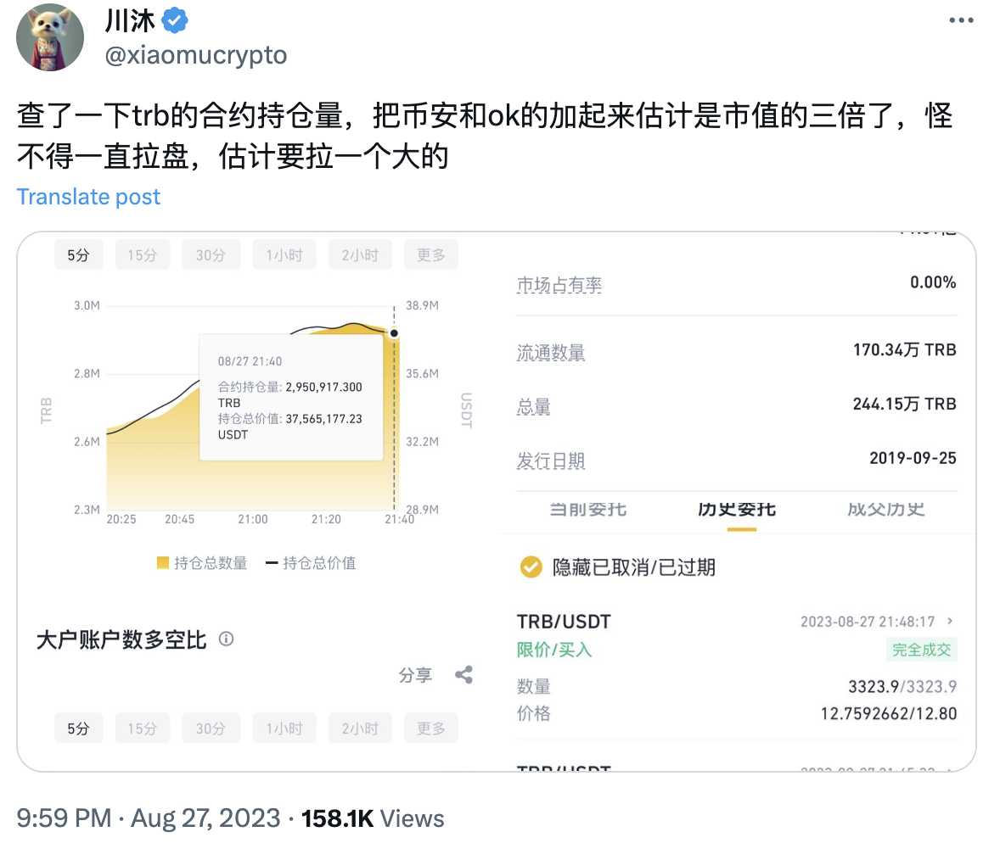 川沐
@xiaomucrypto
查了一下trb的合约持仓量，把币安和ok的加起来估计是市值的三倍了，怪
不得一直拉盘，估计要拉一个大的
Translate post
5分 15分 30分 1小时 2小时 更多
3.0M 38.9M
2.8M 35.6M
2.6M 32.2M
2.3M 28.9M
TRB
USDT
08/27 21:40
合约持仓量: 2,950,917.300
TRB
持仓总价值: 37,565,177.23
USDT
20:25 20:45 21:00 21:20 21:40
持仓总数量 持仓总价值
大户账户数多空比
分享
5分 15分 30分 1小时 2小时 更多
市场占有率 0.00%
流通数量 170.34万 TRB
总量 244.15万 TRB
发行日期 2019-09-25
当前委托 历史委托 成交历史
隐藏已取消/已过期
TRB/USDT 2023-08-27 21:48:17
限价/买入 完全成交
数量 3323.9/3323.9
价格 12.7592662/12.80
TRB/USDT
9:59 PM · Aug 27, 2023 · 158.1K Views